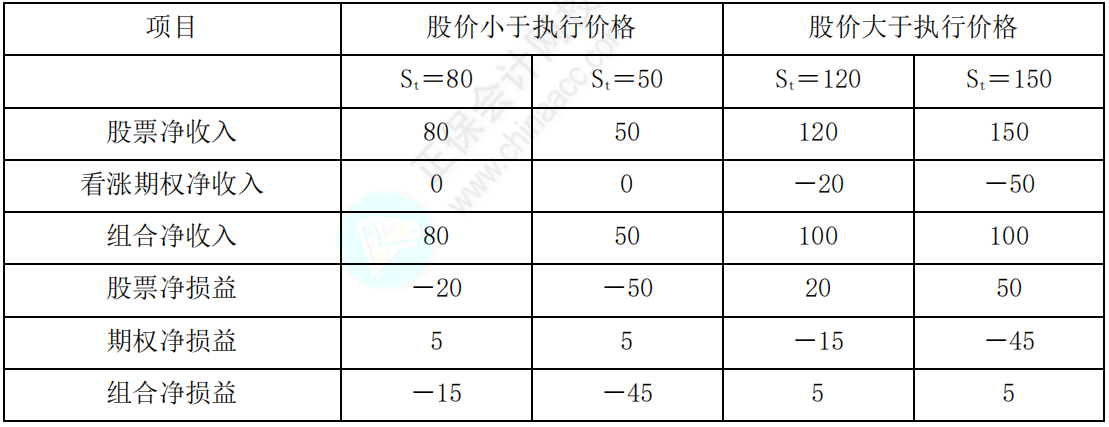 项目 股价小于执行价格 股价大于执行价格
St=80 St=50 St=120 St=150
股票净收入 80 50 120 150
看涨期权净收入 0 0 -20 -50
组合净收入 80 50 100 100
股票净损益 -20 -50 20 50
期权净损益 5 5 -15 -45
组合净损益 -15 -45 5 5
正保会计网校
www.chinaacc.com